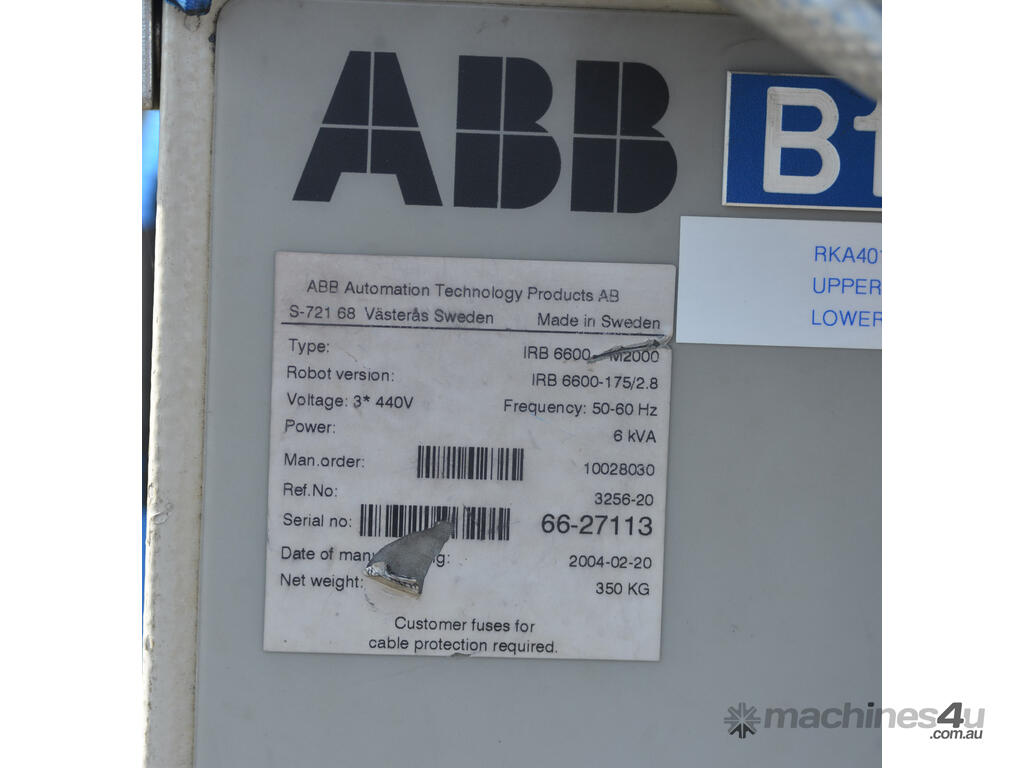 ABB
B
RKA40
UPPER
LOWER
ABB Automation Technology Products AB
S-721 68 Västerås Sweden Made in Sweden
Type: IRB 6600 M2000
Robot version: IRB 6600-175/2.8
Voltage: 3* 440V Frequency: 50-60 Hz
Power: 6 kVA
Man.order: 10028030
Ref.No: 3256-20
Serial no: 66-27113
Date of manu g: 2004-02-20
Net weight: 350 KG
Customer fuses for
cable protection required.
machines4u
.com.au